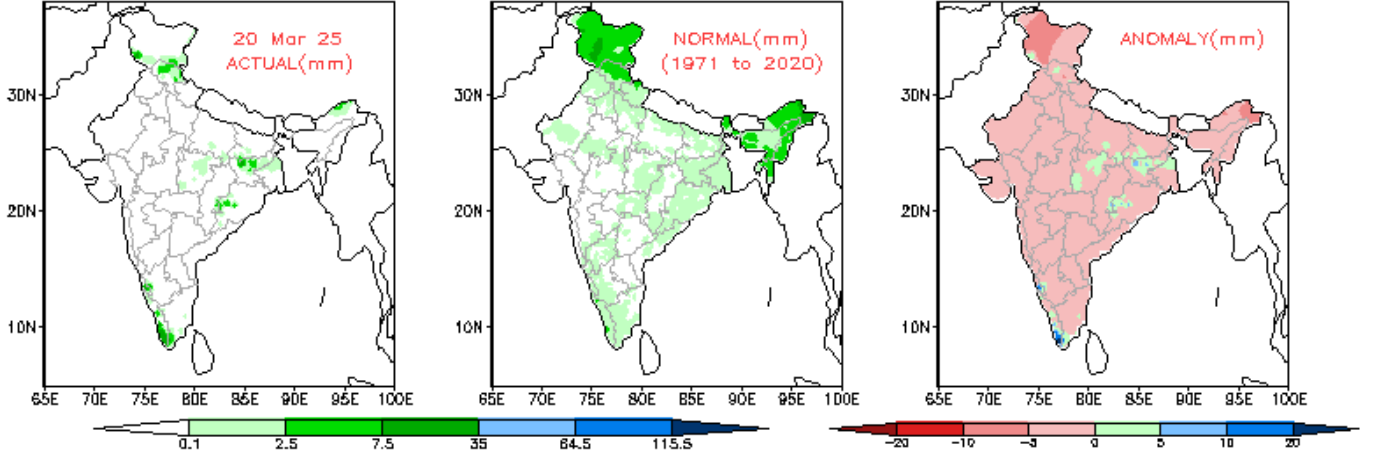 20 Mar 25
ACTUAL(mm)
NORMAL(mm)
(1971 to 2020)
ANOMALY(mm)
30N
20N
10N
65E 70E 75E 80E 85E 90E 95E 100E
30N
20N
10N
65E 70E 75E 80E 85E 90E 95E 100E
30N
20N
10N
65E 70E 75E 80E 85E 90E 95E 100E
0.1 2.5 7.5 35 64.5 115.5
-20 -10 -5 0 5 10 20